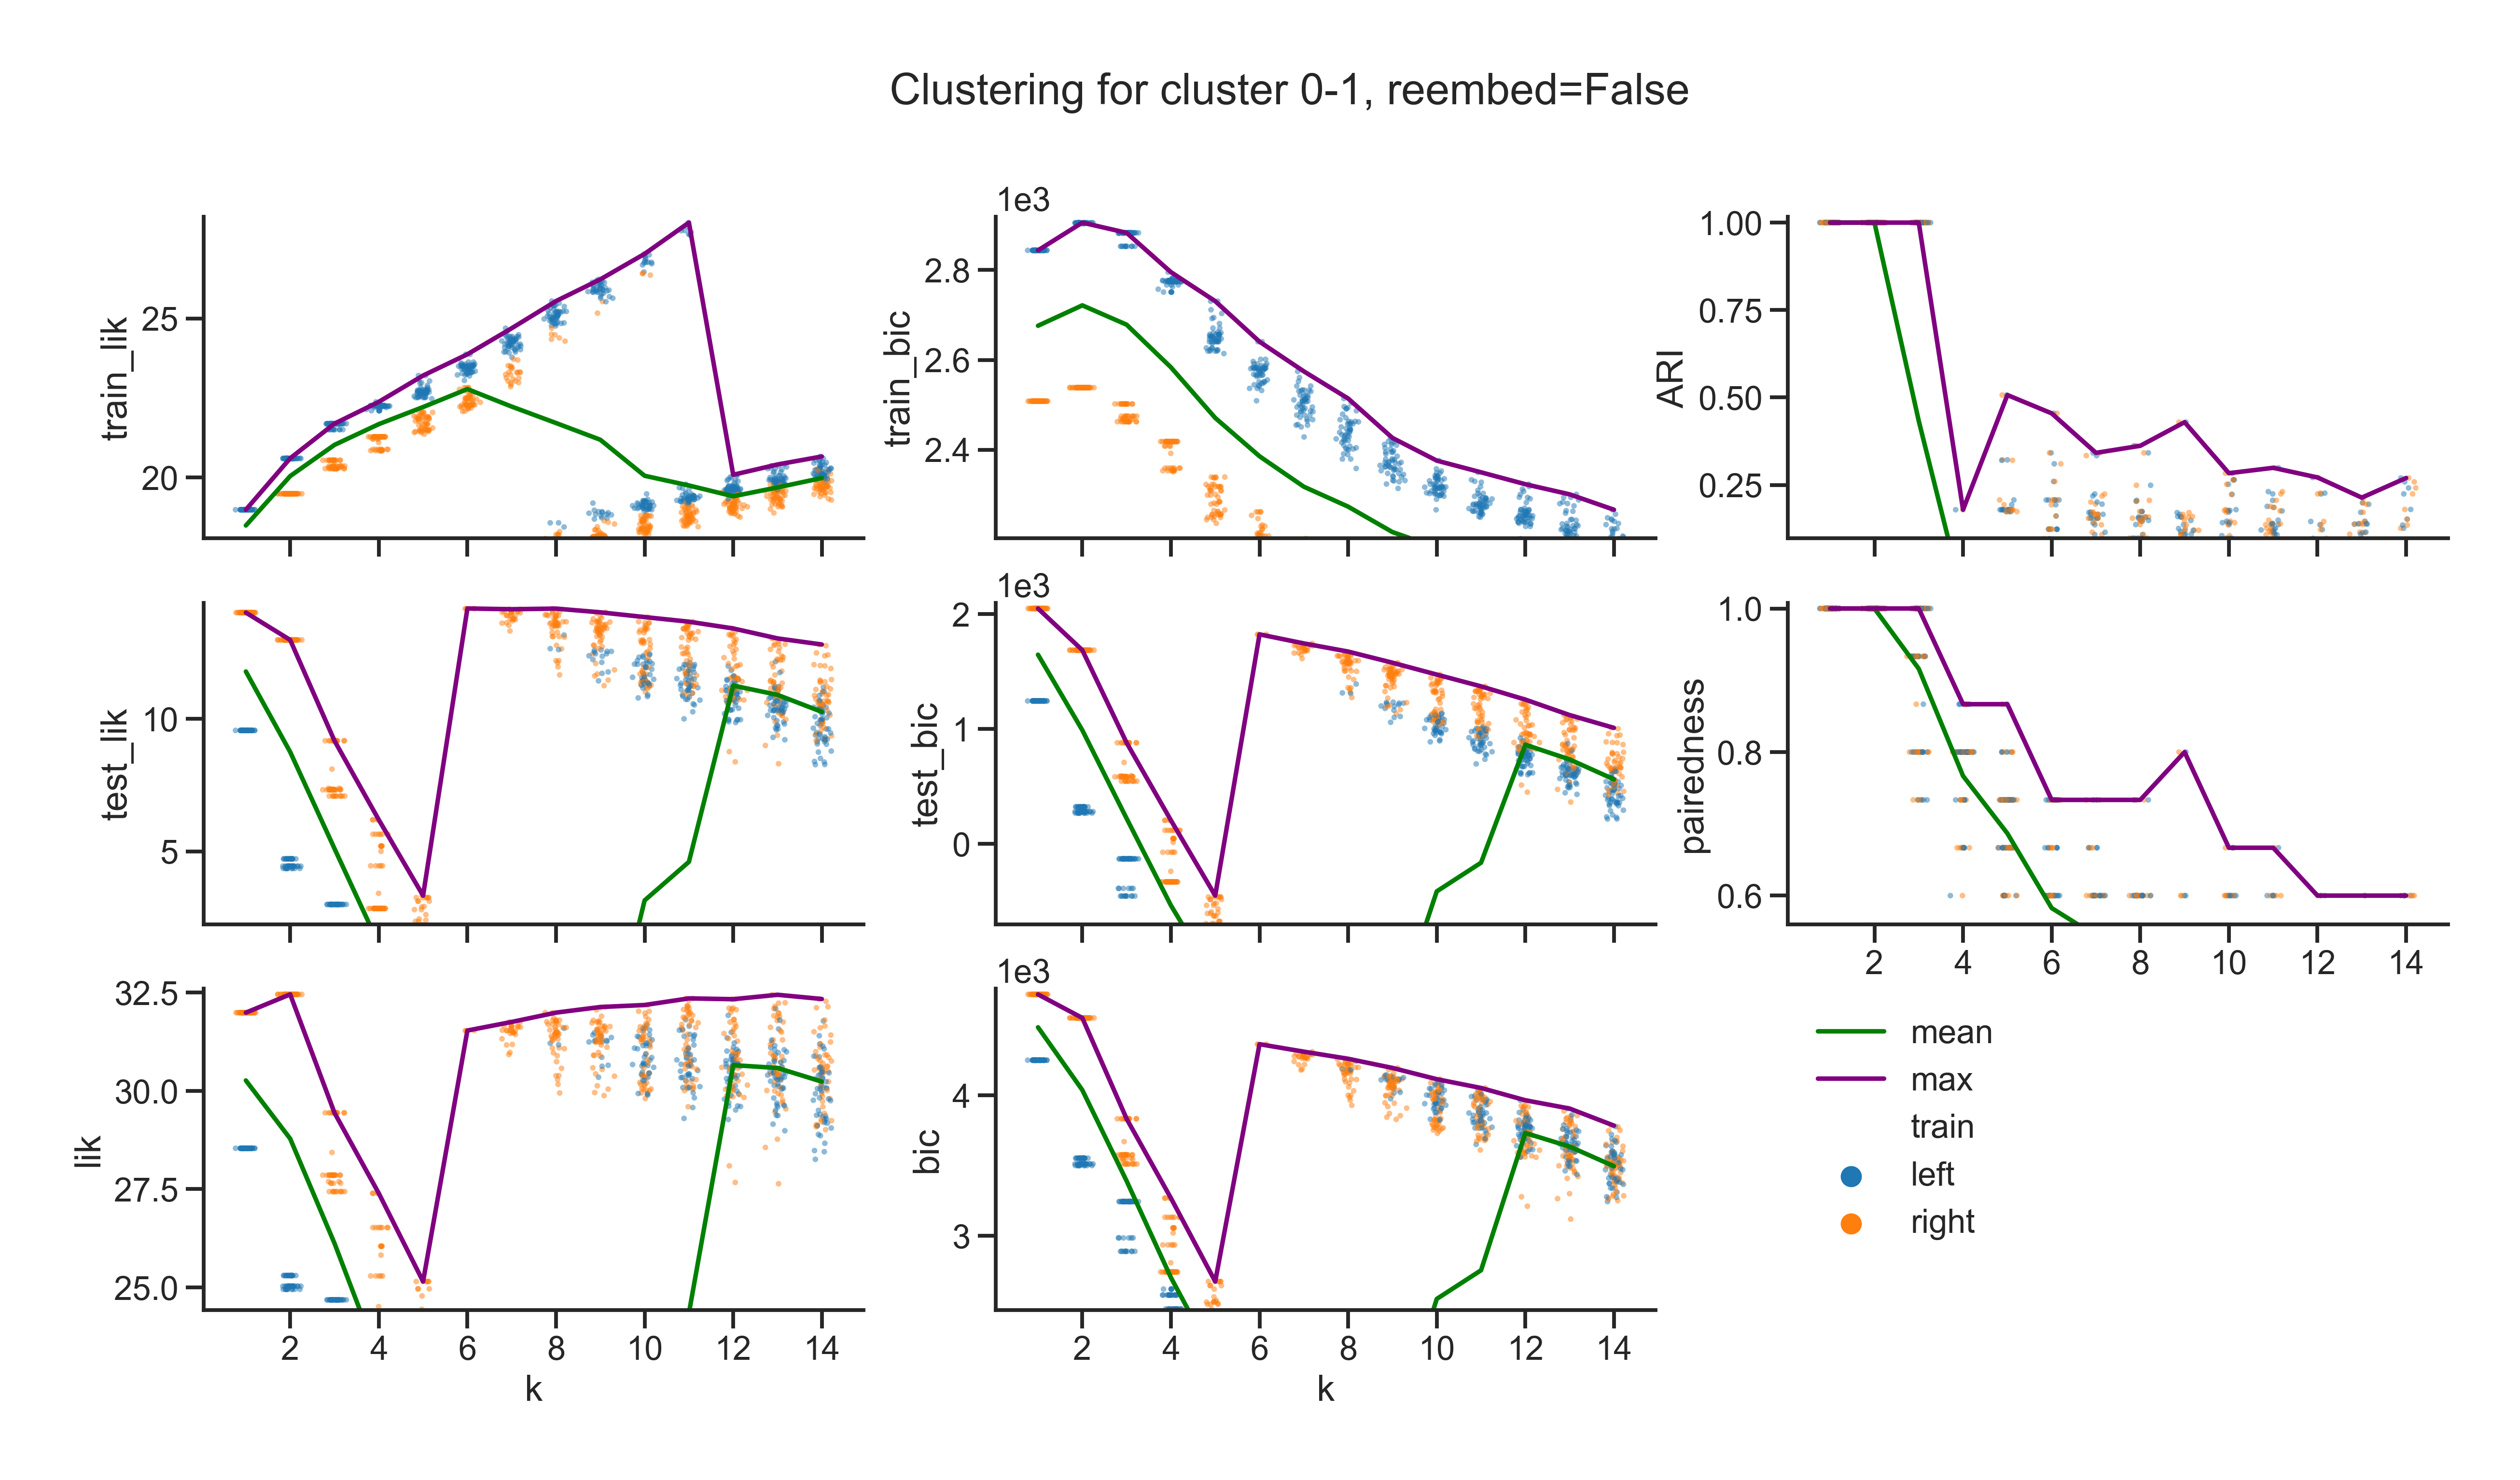 Clustering for cluster 0-1, reembed=False
train_lik
25
20
1e3
train_bic
2.8
2.6
2.4
ARI
1.00
0.75
0.50
0.25
test_lik
10
5
1e3
test_bic
2
1
0
pairedness
1.0
0.8
0.6
2 4 6 8 10 12 14
lik
32.5
30.0
27.5
25.0
2 4 6 8 10 12 14
k
1e3
bic
4
3
2 4 6 8 10 12 14
k
mean
max
train
left
right